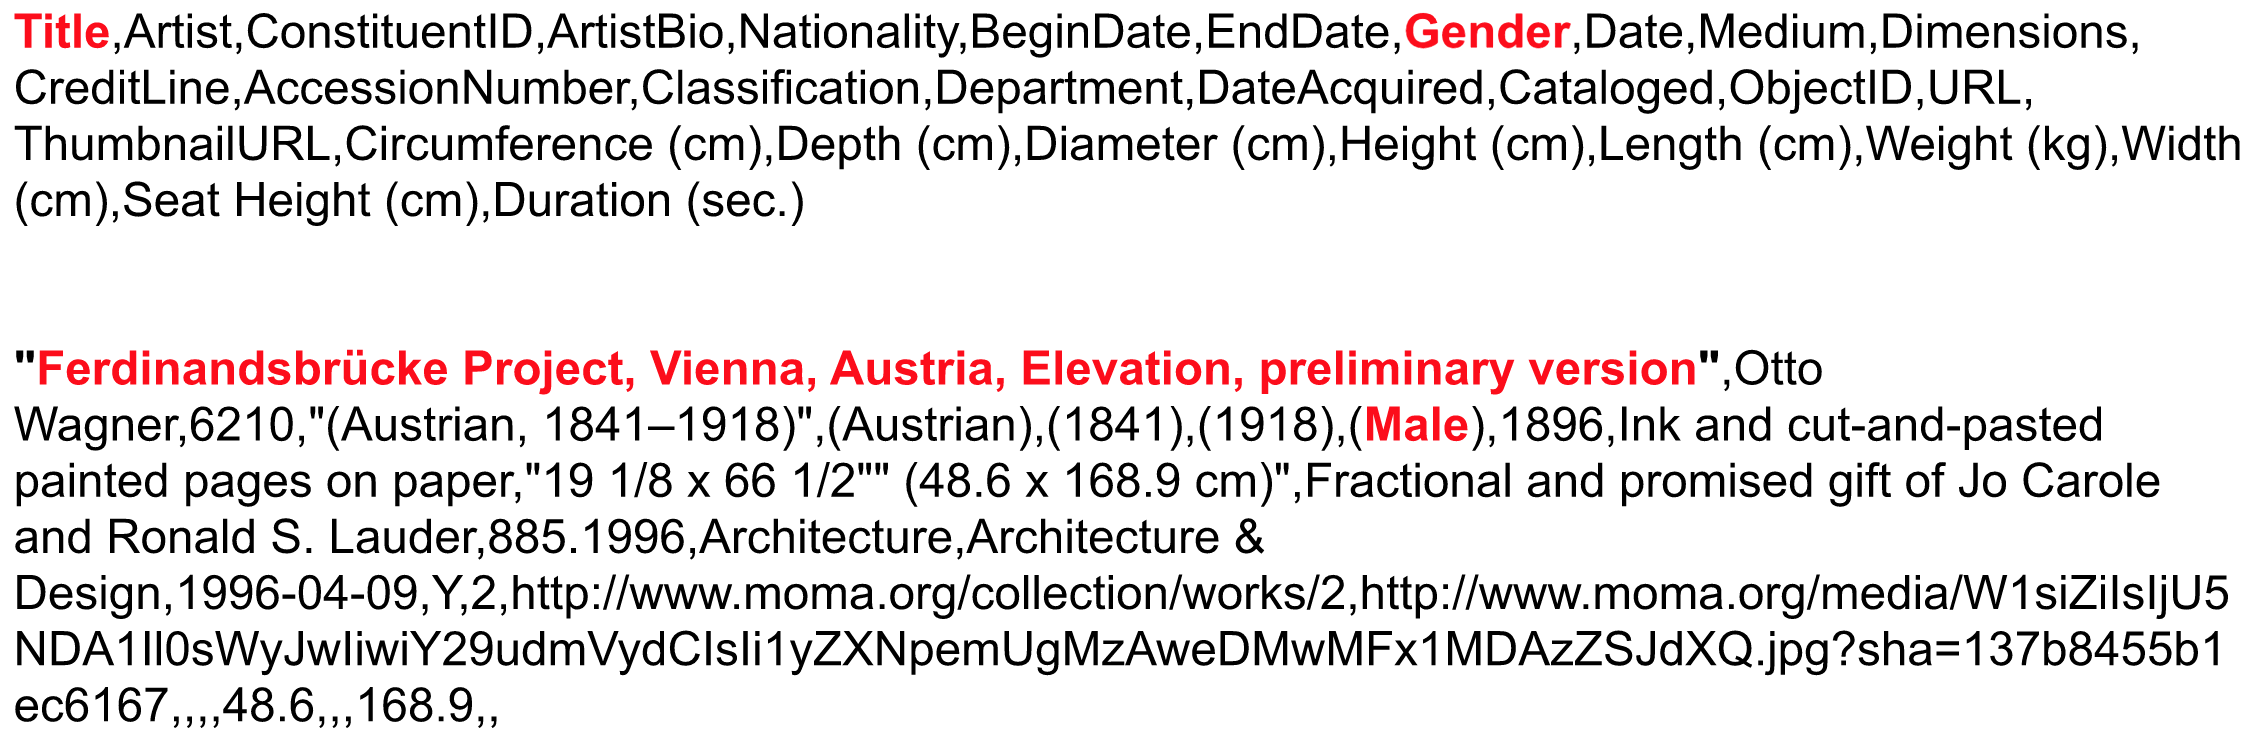 Title,Artist,ConstituentID,ArtistBio,Nationality,BeginDate,EndDate,Gender,Date,Medium,Dimensions,
CreditLine,AccessionNumber,Classification,Department,DateAcquired,Cataloged,ObjectID,URL,
ThumbnailURL,Circumference (cm),Depth (cm),Diameter (cm),Height (cm),Length (cm),Weight (kg),Width
(cm),Seat Height (cm),Duration (sec.)
"Ferdinandsbrücke Project, Vienna, Austria, Elevation, preliminary version",Otto
Wagner,6210,"(Austrian, 1841–1918)",(Austrian),(1841),(1918),(Male),1896,Ink and cut-and-pasted
painted pages on paper,"19 1/8 x 66 1/2"" (48.6 x 168.9 cm)",Fractional and promised gift of Jo Carole
and Ronald S. Lauder,885.1996,Architecture,Architecture &
Design,1996-04-09,Y,2,http://www.moma.org/collection/works/2,http://www.moma.org/media/W1siZiIsIjU5
NDA1Il0sWyJwIiwiY29udmVydCIsIi1yZXNpemUgMzAweDMwMFx1MDAzZSJdXQ.jpg?sha=137b8455b1
ec6167,,,,48.6,,,168.9,,